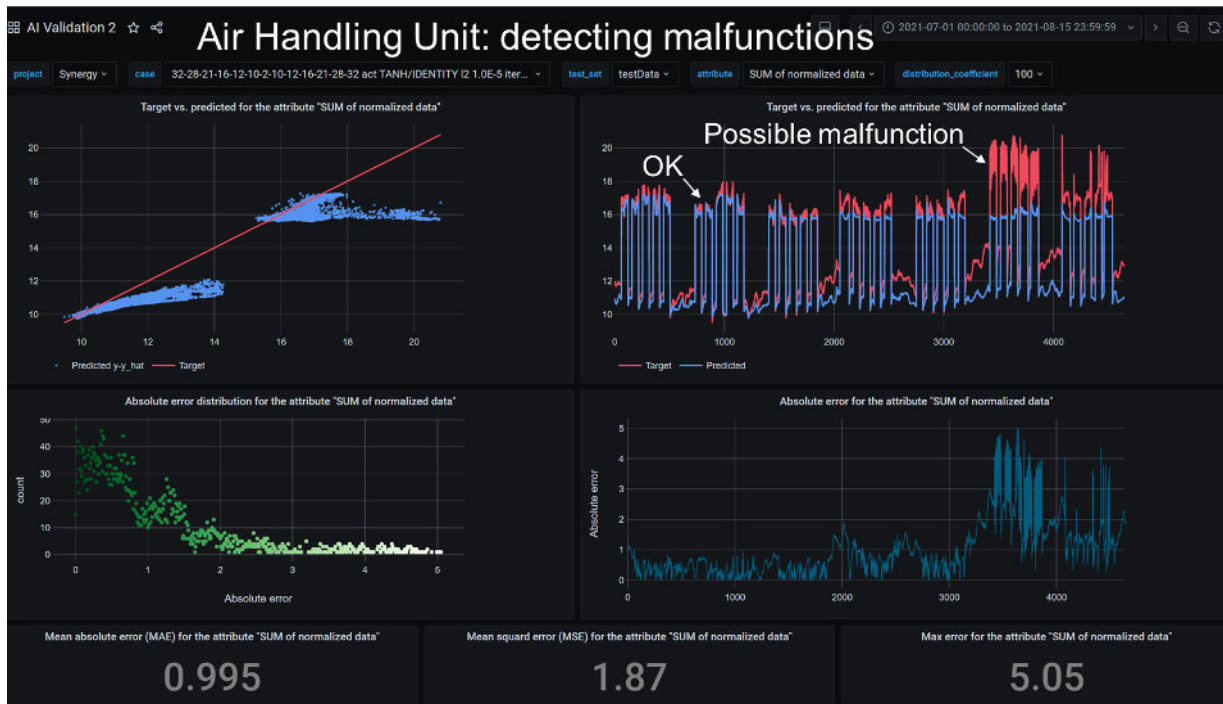 AI Validation 2
Air Handling Unit: detecting malfunctions
2021-07-01 00:00:00 to 2021-08-15 23:59:59
project Synergy case 32-28-21-16-12-10-2-10-12-16-21-28-32 act TANH/IDENTITY l2 1.0E-5 iter... test_set testData attribute SUM of normalized data distribution_coefficient 100
Target vs. predicted for the attribute "SUM of normalized data"
20
18
16
14
12
10
10 12 14 16 18 20
Predicted y-y_hat Target
Target vs. predicted for the attribute "SUM of normalized data"
Possible malfunction
OK
20
18
16
14
12
10
0 1000 2000 3000 4000
Target Predicted
Absolute error distribution for the attribute "SUM of normalized data"
50
40
30
20
10
0
count
0 1 2 3 4 5
Absolute error
Absolute error for the attribute "SUM of normalized data"
5
4
3
2
1
0
Absolute error
0 1000 2000 3000 4000
Mean absolute error (MAE) for the attribute "SUM of normalized data"
0.995
Mean square error (MSE) for the attribute "SUM of normalized data"
1.87
Max error for the attribute "SUM of normalized data"
5.05